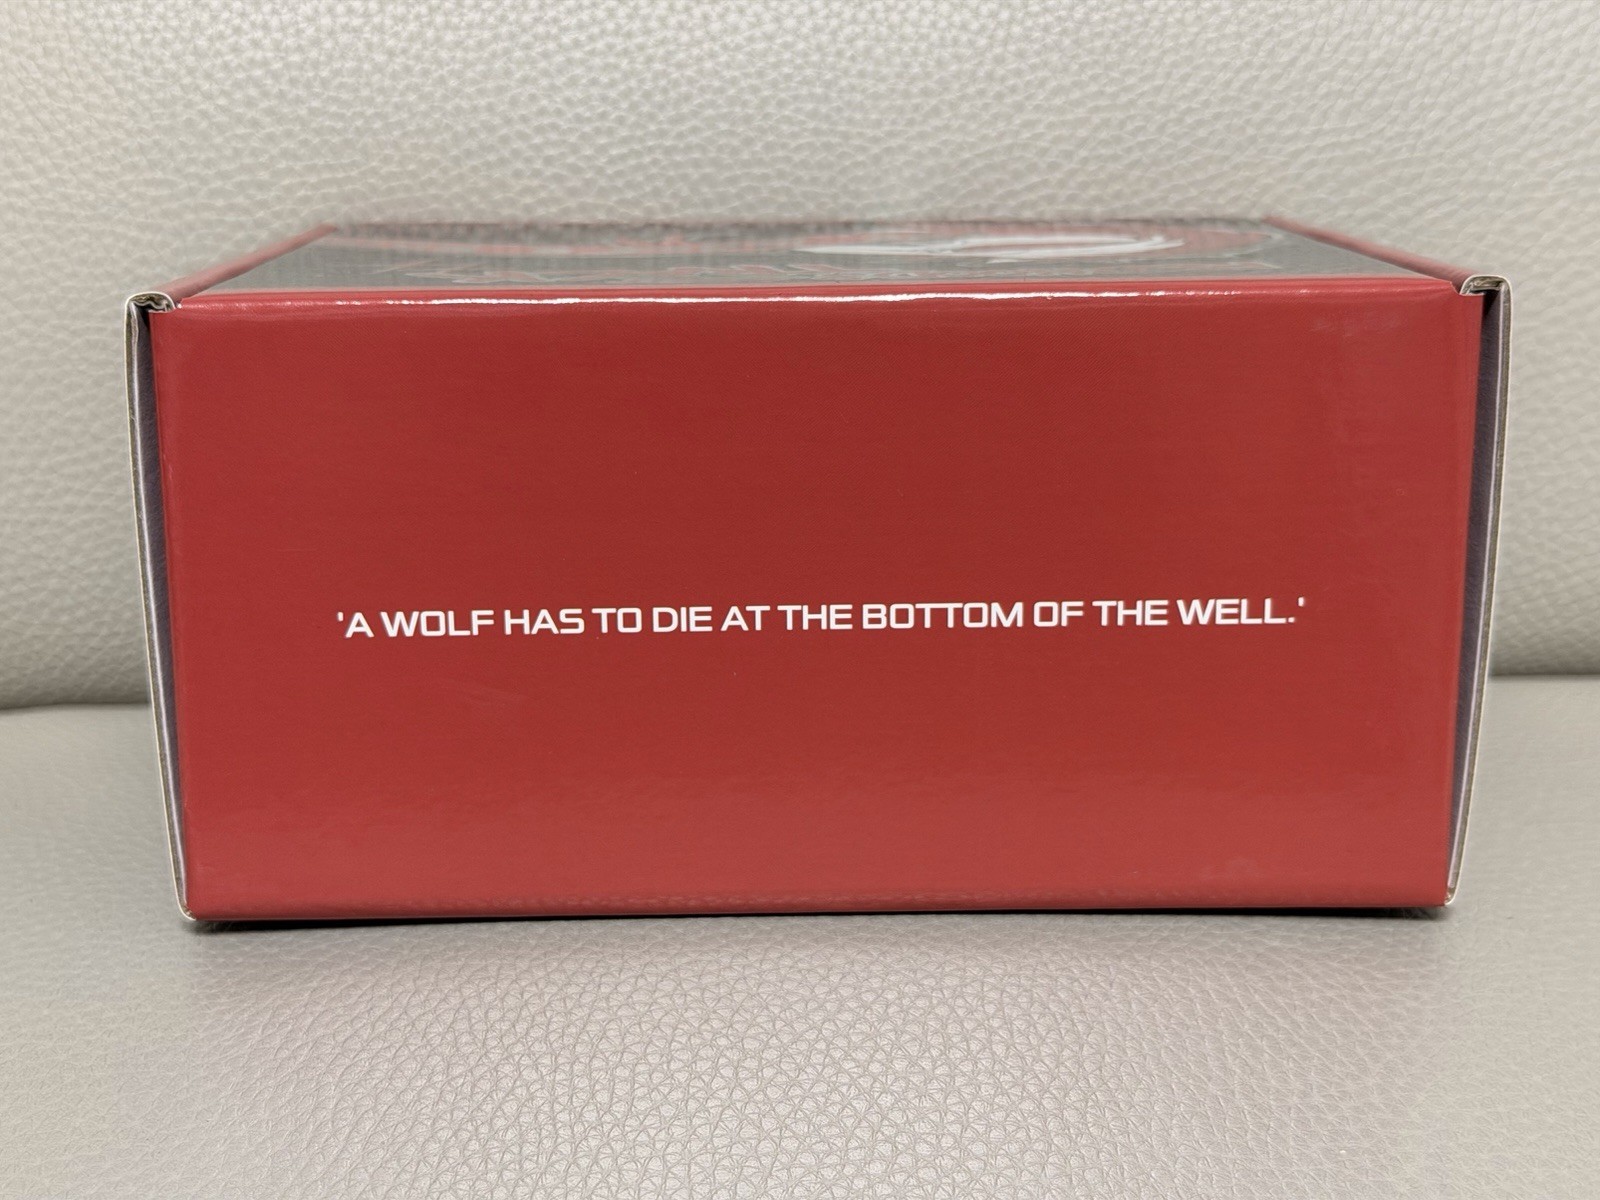 'A WOLF HAS TO DIE AT THE BOTTOM OF THE WELL.'